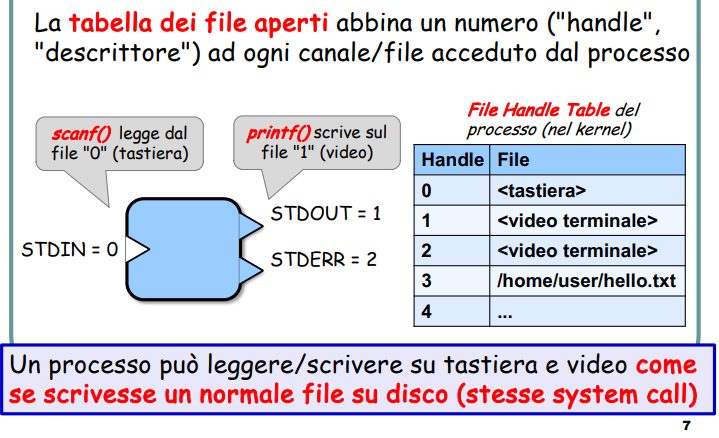 La tabella dei file aperti abbina un numero ("handle",
"descrittore") ad ogni canale/file acceduto dal processo
scanf() legge dal
file "0" (tastiera)
printf() scrive sul
file "1" (video)
STDIN = 0
STDOUT = 1
STDERR = 2
File Handle Table del
processo (nel kernel)
Handle File
0 <tastiera>
1 <video terminale>
2 <video terminale>
3 /home/user/hello.txt
4 ...
Un processo può leggere/scrivere su tastiera e video come
se scrivesse un normale file su disco (stesse system call)
7